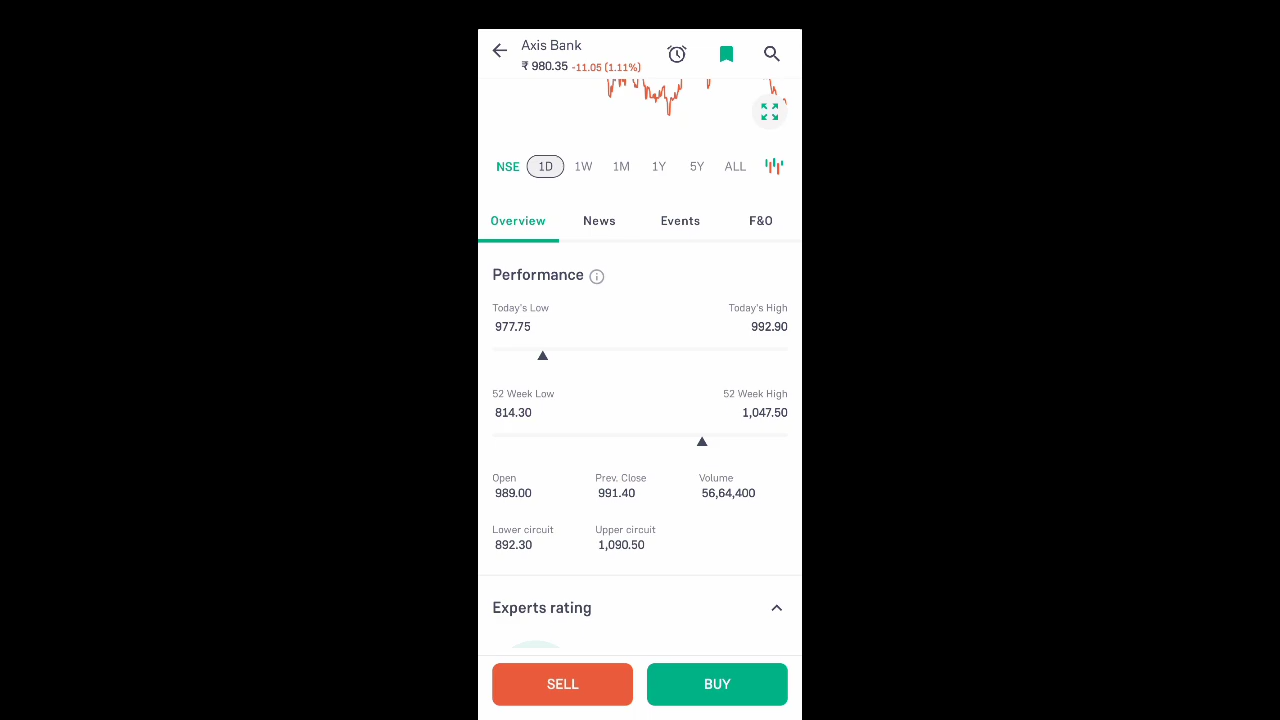 Axis Bank
₹ 980.35 -11.05 (1.11%)
NSE 1D 1W 1M 1Y 5Y ALL
Overview News Events F&O
Performance
Today's Low Today's High
977.75 992.90
52 Week Low 52 Week High
814.30 1,047.50
Open Prev. Close Volume
989.00 991.40 56,64,400
Lower circuit Upper circuit
892.30 1,090.50
Experts rating
SELL BUY